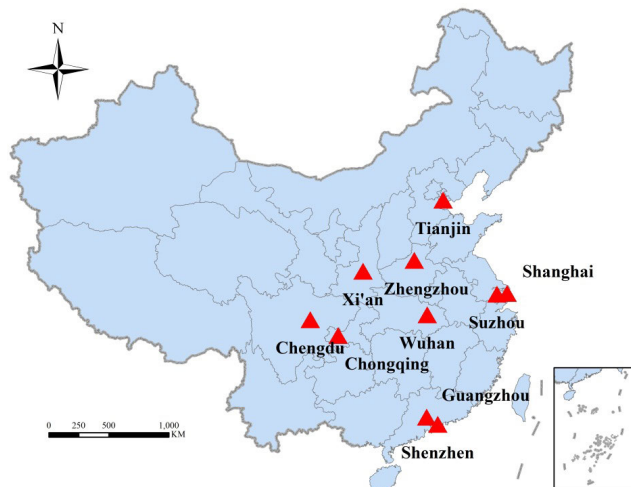 N
Tianjin
Shanghai
Zhengzhou
Xi'an
Suzhou
Wuhan
Chengdu
Chongqing
Guangzhou
Shenzhen
0 250 500 1,000
KM